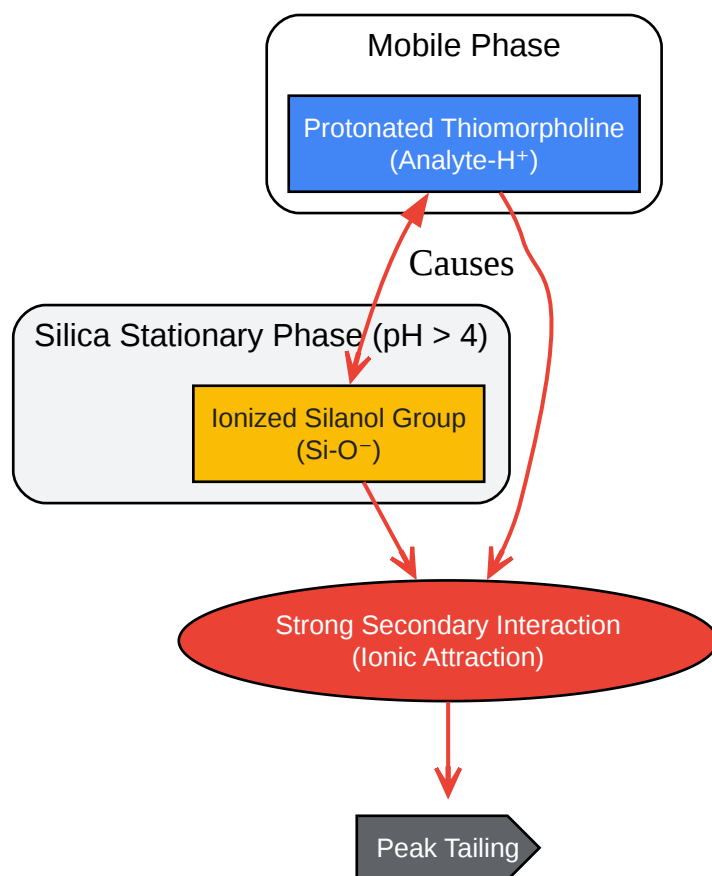 Mobile Phase
Protonated Thiomorpholine
(Analyte-H⁺)
Causes
Silica Stationary Phase (pH > 4)
Ionized Silanol Group
(Si-O⁻)
Strong Secondary Interaction
(Ionic Attraction)
Peak Tailing